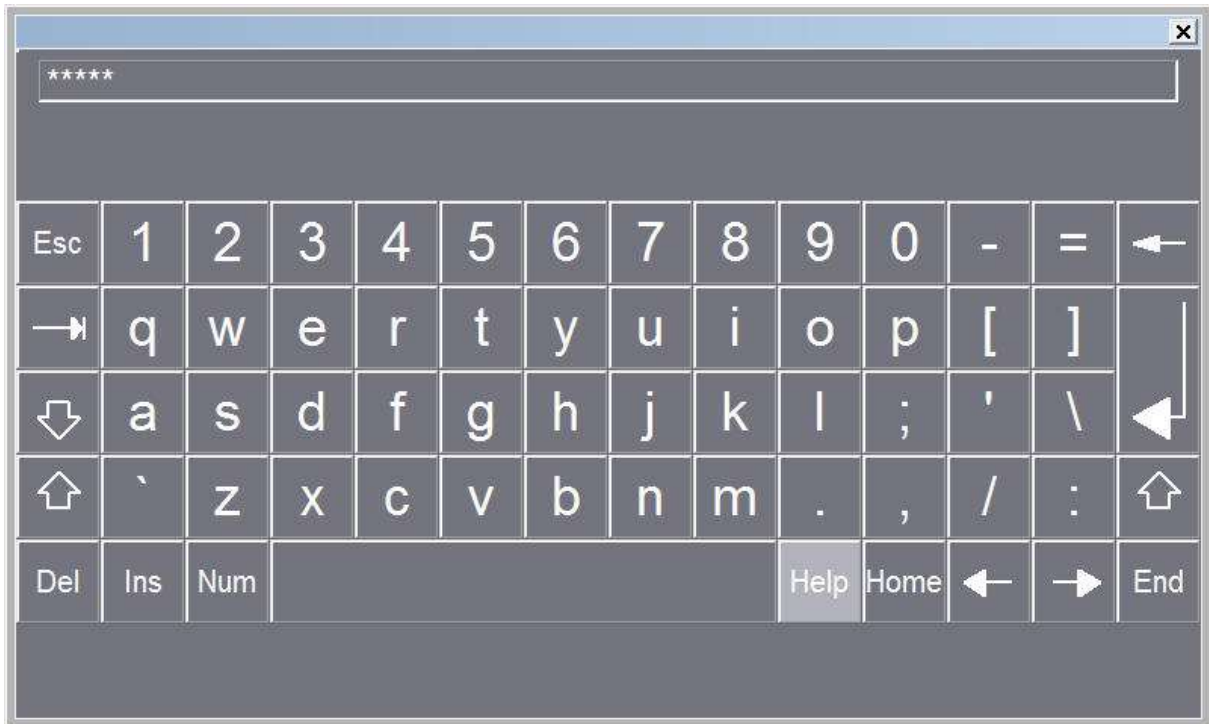 *****
Esc 1 2 3 4 5 6 7 8 9 0 - =
q w e r t y u i o p [ ]
a s d f g h j k l ; ' \
` z x c v b n m . , / :
Del Ins Num Help Home End